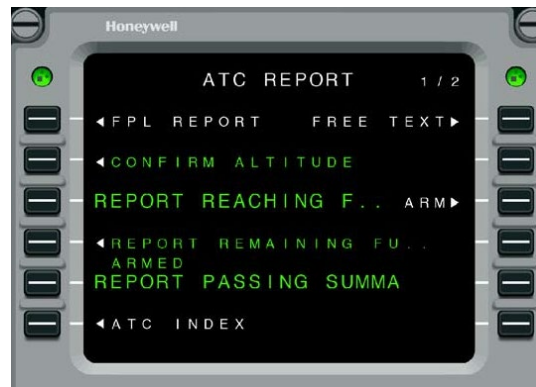 Honeywell
ATC REPORT 1/2
◄FPL REPORT FREE TEXT►
◄CONFIRM ALTITUDE
REPORT REACHING F.. ARM►
◄REPORT REMAINING FU..
ARMED
REPORT PASSING SUMMA
◄ATC INDEX